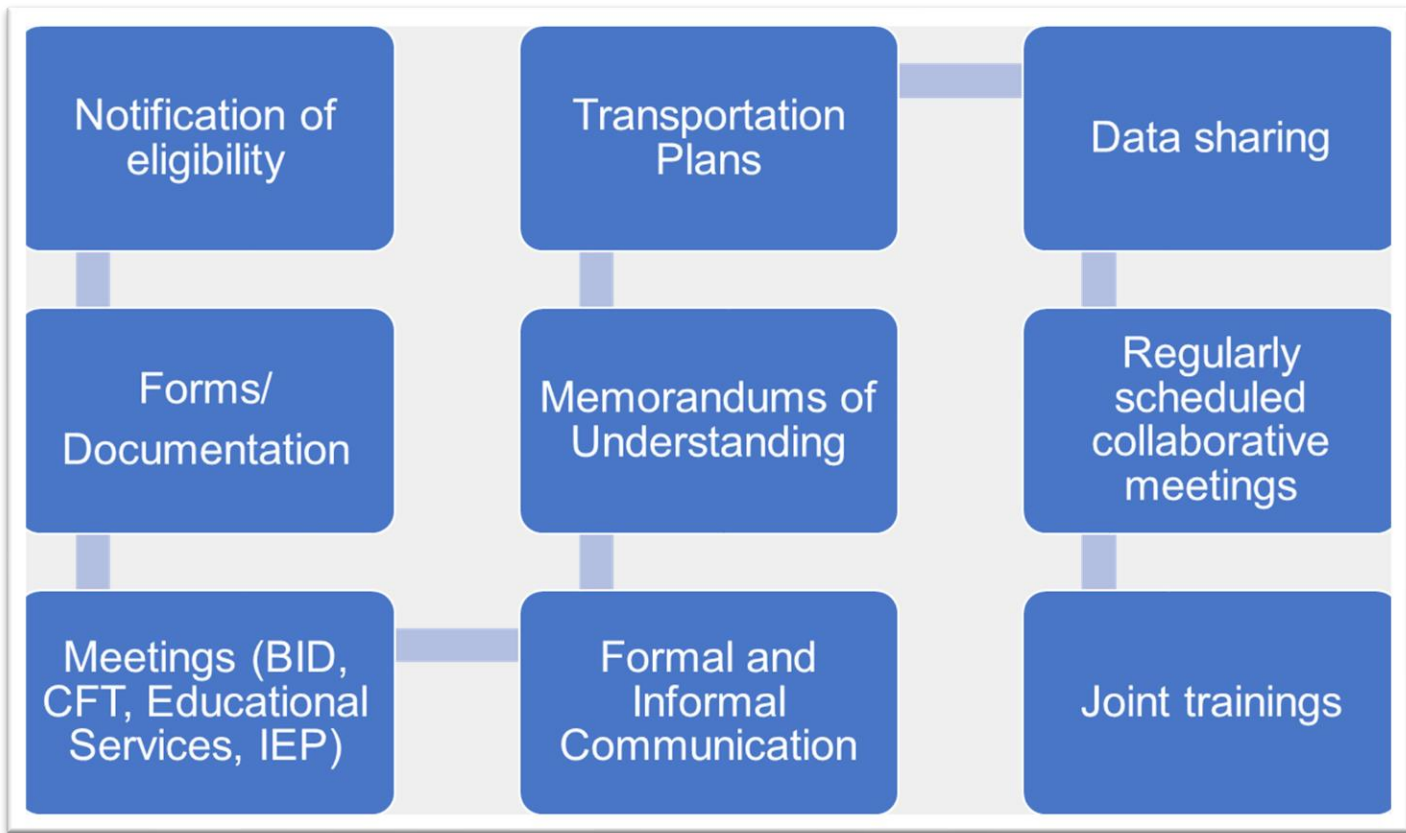 Notification of
eligibility
Forms/
Documentation
Meetings (BID,
CFT, Educational
Services, IEP)
Formal and
Informal
Communication
Memorandums of
Understanding
Transportation
Plans
Data sharing
Regularly
scheduled
collaborative
meetings
Joint trainings